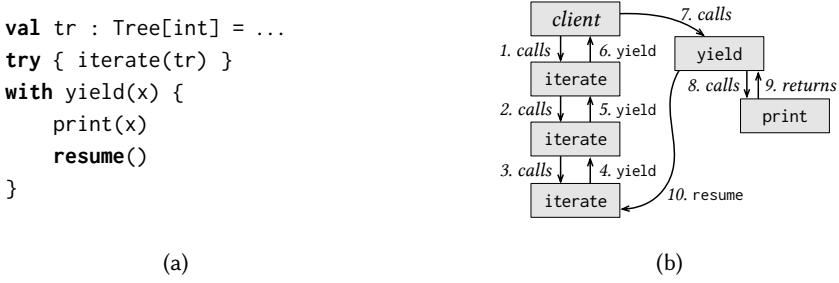 val tr : Tree[int] = ...
try { iterate(tr) }
with yield(x) {
    print(x)
    resume()
}
(a)
client
7. calls
1. calls
6. yield
yield
iterate
8. calls
9. returns
2. calls
5. yield
print
iterate
3. calls
4. yield
10. resume
iterate
(b)